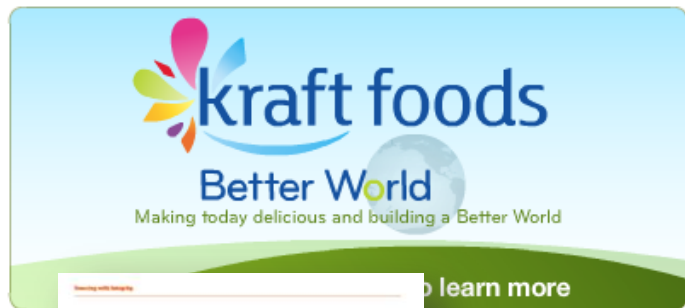 kraft foods
Better World
Making today delicious and building a Better World
learn more